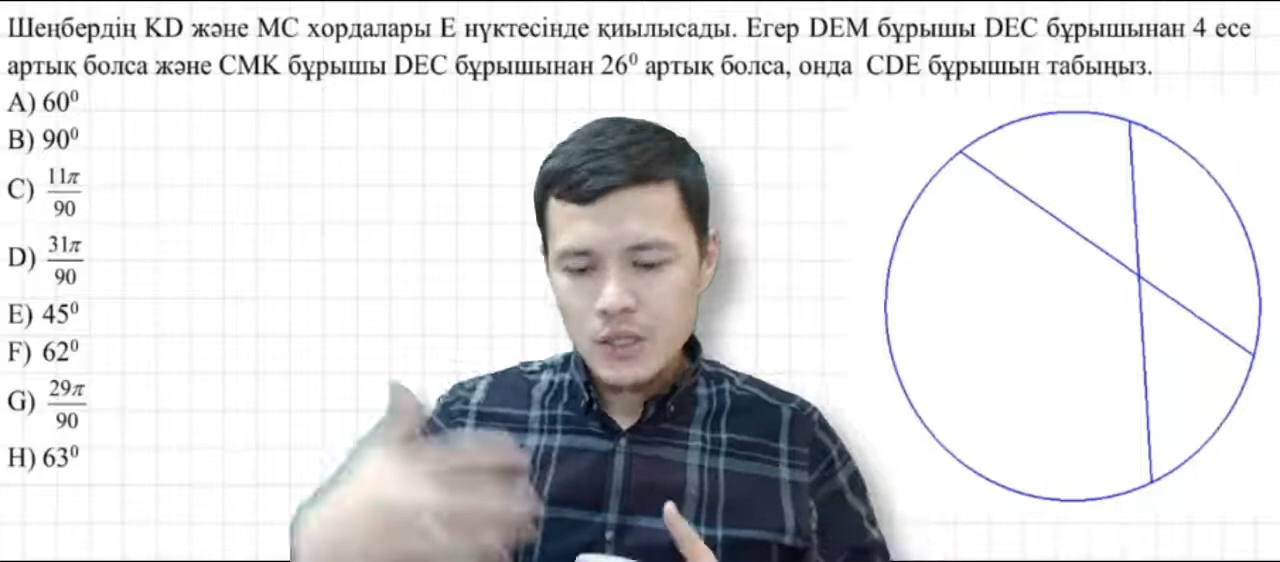 Шеңбердің KD және MC хордалары E нүктесінде қиылысады. Егер DEM бұрышы DEC бұрышынан 4 есе
артық болса және CMK бұрышы DEC бұрышынан 26⁰ артық болса, онда CDE бұрышын табыңыз.
A) 60⁰
B) 90⁰
C) 11π/90
D) 31π/90
E) 45⁰
F) 62⁰
G) 29π/90
H) 63⁰